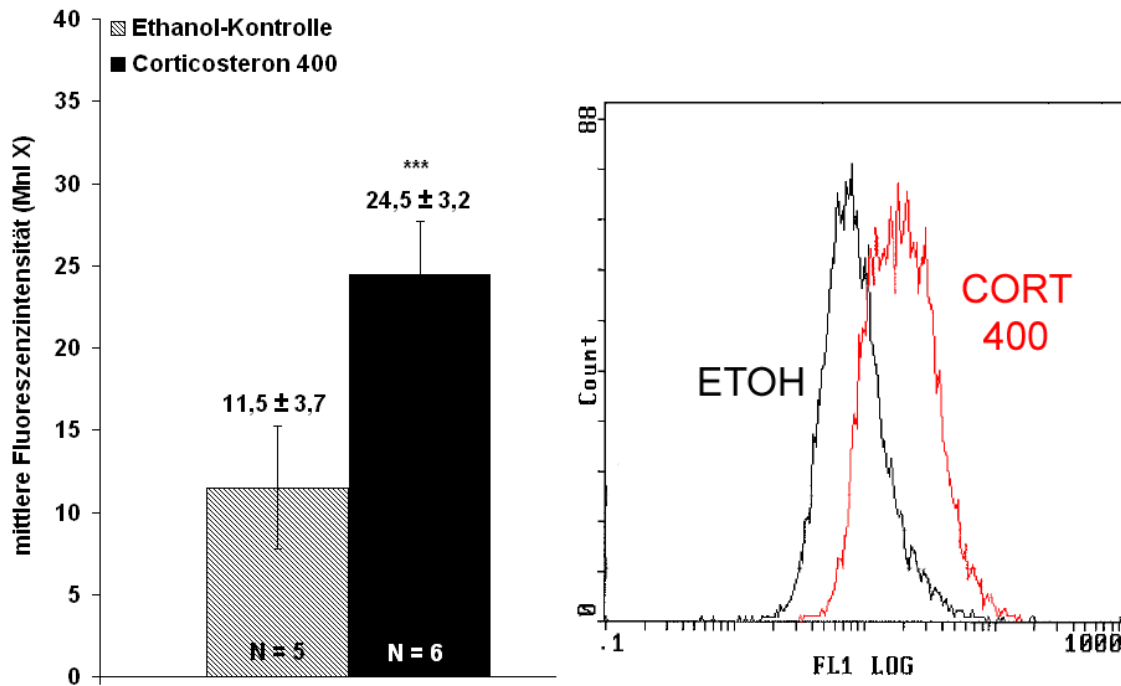 40
35
30
25
20
15
10
5
0
mittlere Fluoreszenzintensität (MnI X)
Ethanol-Kontrolle
Corticosteron 400
***
24,5 ± 3,2
11,5 ± 3,7
N = 5
N = 6
88
Count
0
ETOH
CORT
400
.1
1000
FL1 LOG